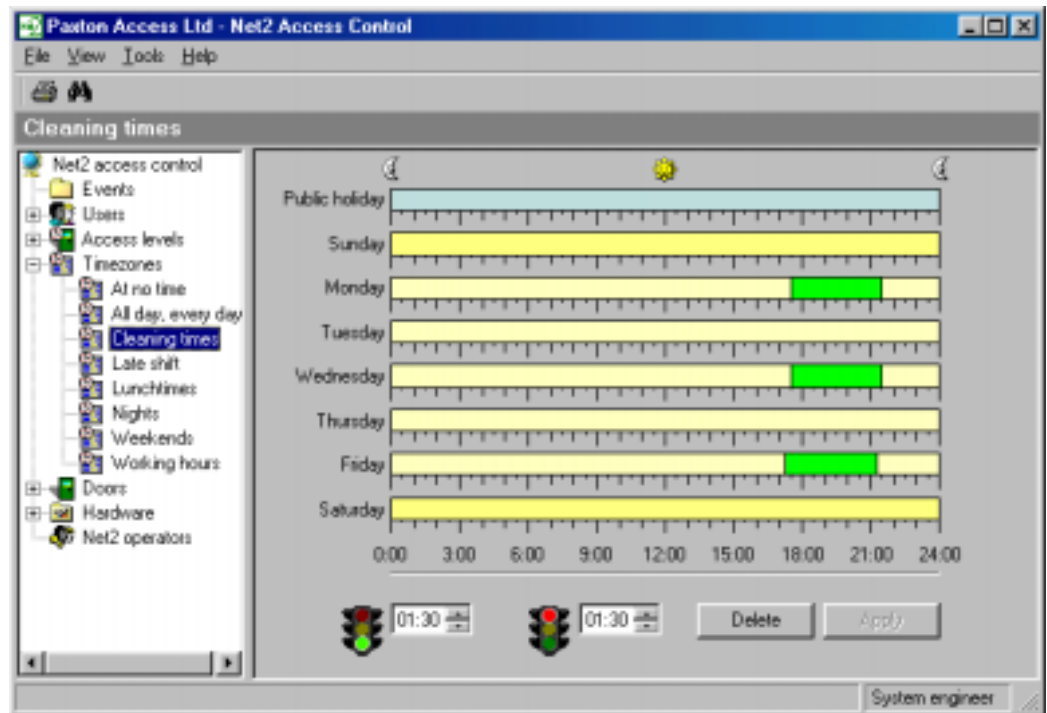 Paxton Access Ltd - Net2 Access Control
File View Tools Help
Cleaning times
Net2 access control
Events
Users
Access levels
Timezones
At no time
All day, every day
Cleaning times
Late shift
Lunchtimes
Nights
Weekends
Working hours
Doors
Hardware
Net2 operators
Public holiday
Sunday
Monday
Tuesday
Wednesday
Thursday
Friday
Saturday
0:00 3:00 6:00 9:00 12:00 15:00 18:00 21:00 24:00
01:30 01:30 Delete Apply
System engineer